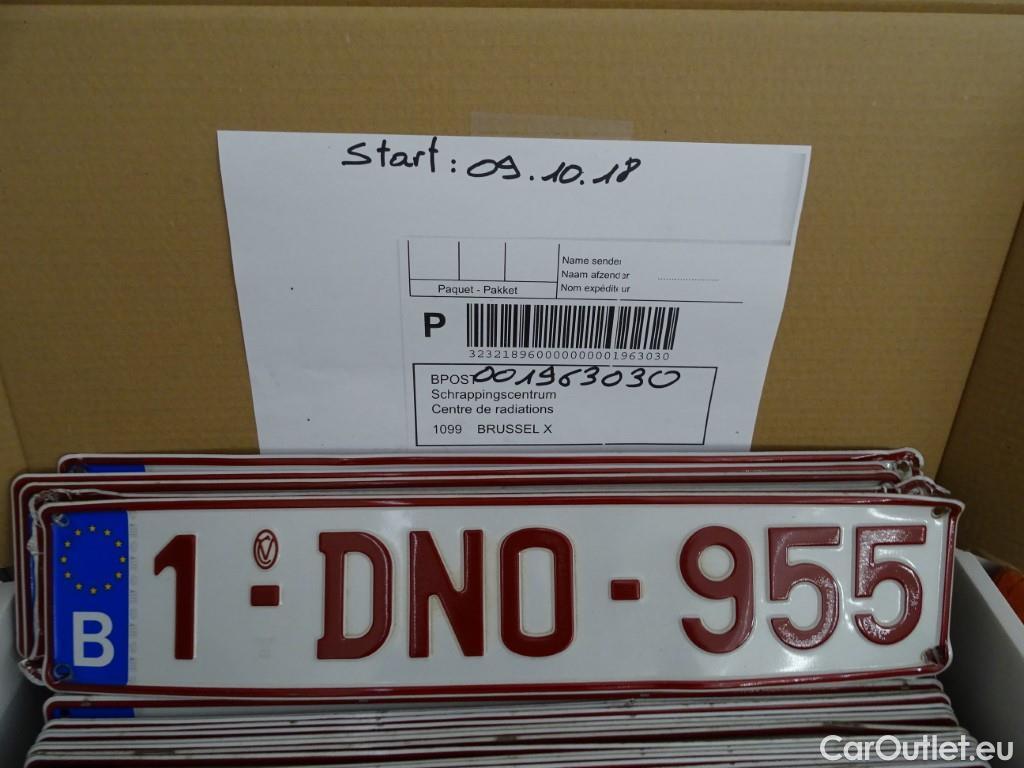 Start: 09.10.18
Name sender
Naam afzender
Nom expéditeur
Paquet - Pakket
P
323218960000000001963030
BPOST 001963030
Schrappingscentrum
Centre de radiations
1099 BRUSSEL X
B 1-DNO-955
CarOutlet.eu